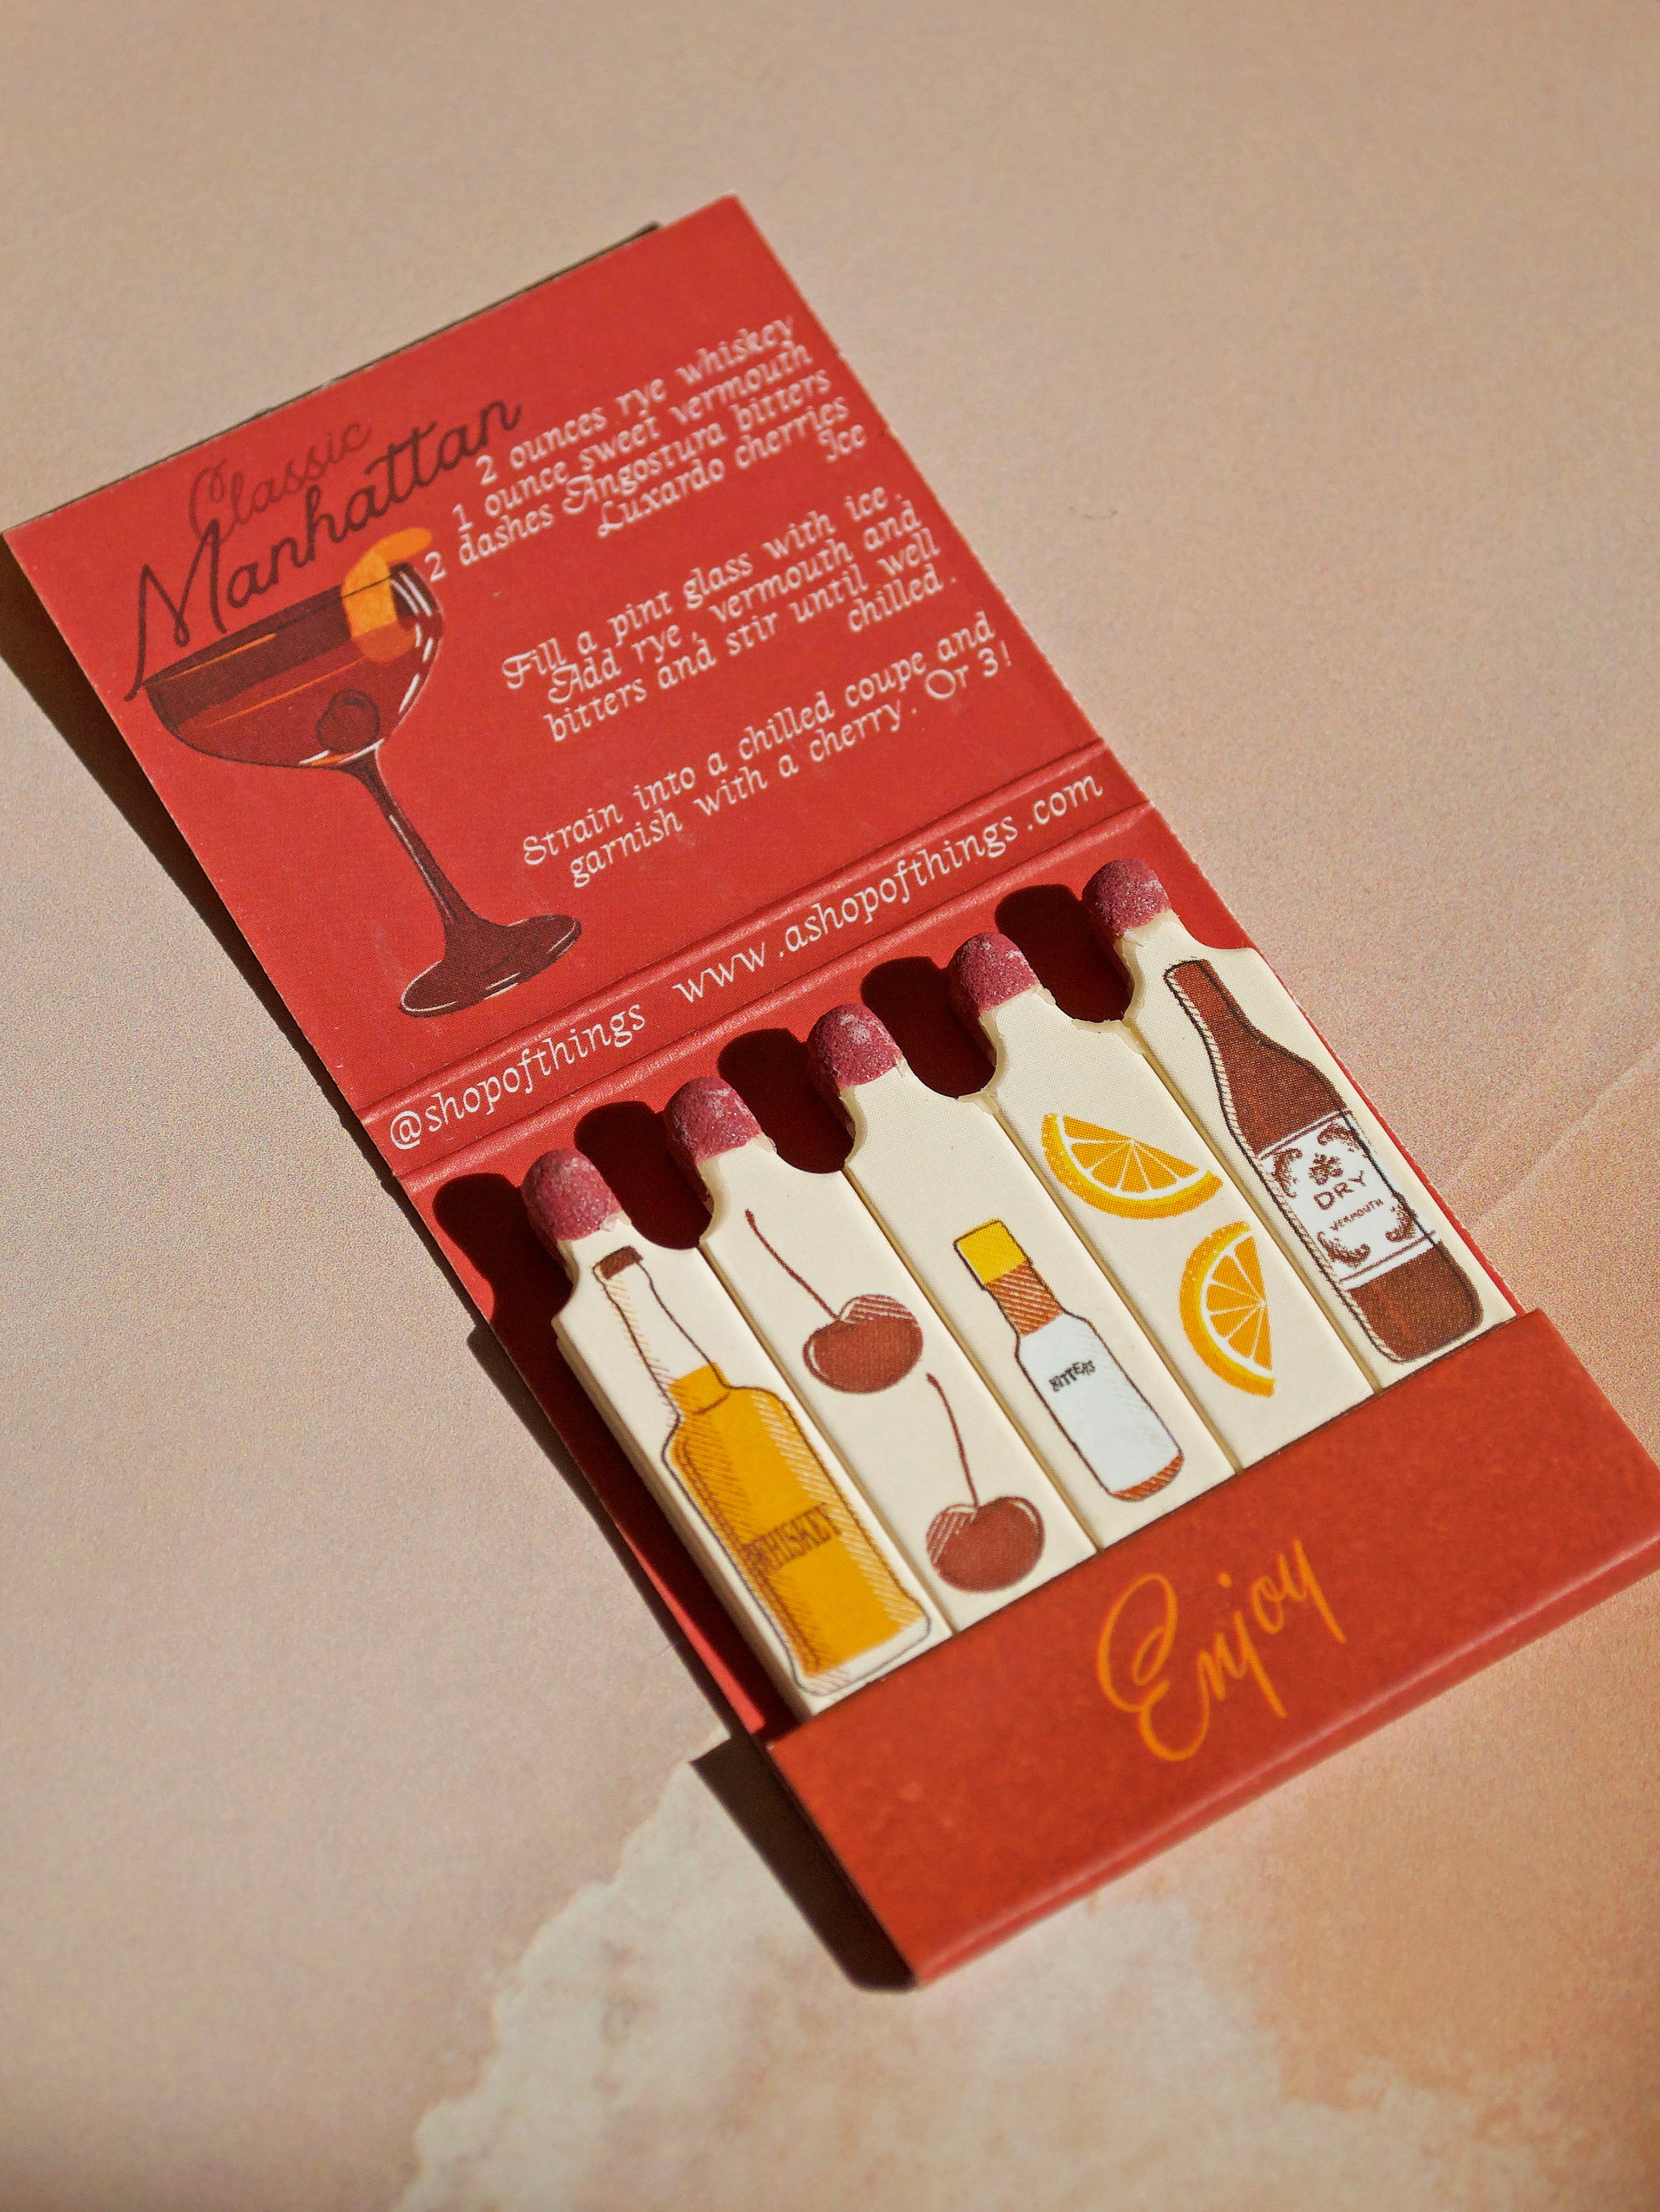 Classic
Manhattan
2 ounces rye whiskey
1 ounce sweet vermouth
2 dashes Angostura bitters
Luxardo cherries
Ice
Fill a pint glass with ice.
Add rye, vermouth and
bitters and stir until well
chilled.
Strain into a chilled coupe and
garnish with a cherry. Or 3!
@shopofthings www.ashopofthings.com
WHISKEY
BITTERS
DRY
VERMOUTH
Enjoy